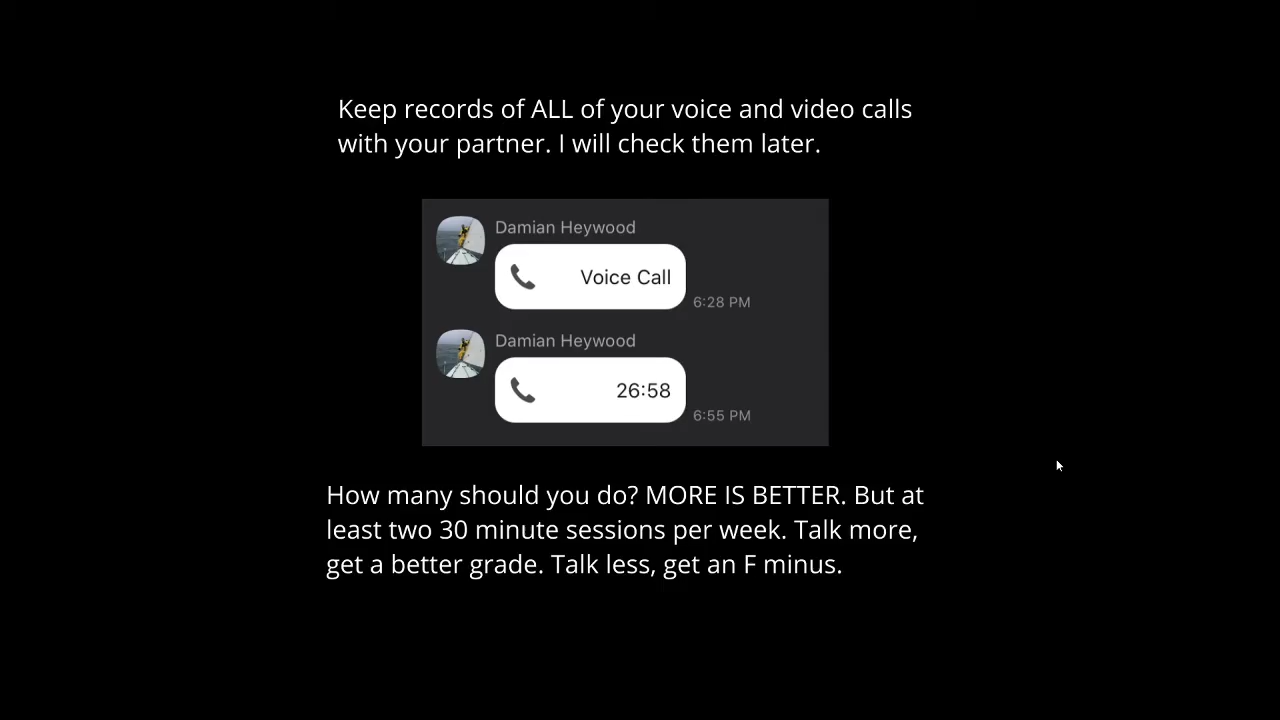 Keep records of ALL of your voice and video calls
with your partner. I will check them later.
Damian Heywood
Voice Call
6:28 PM
Damian Heywood
26:58
6:55 PM
How many should you do? MORE IS BETTER. But at
least two 30 minute sessions per week. Talk more,
get a better grade. Talk less, get an F minus.